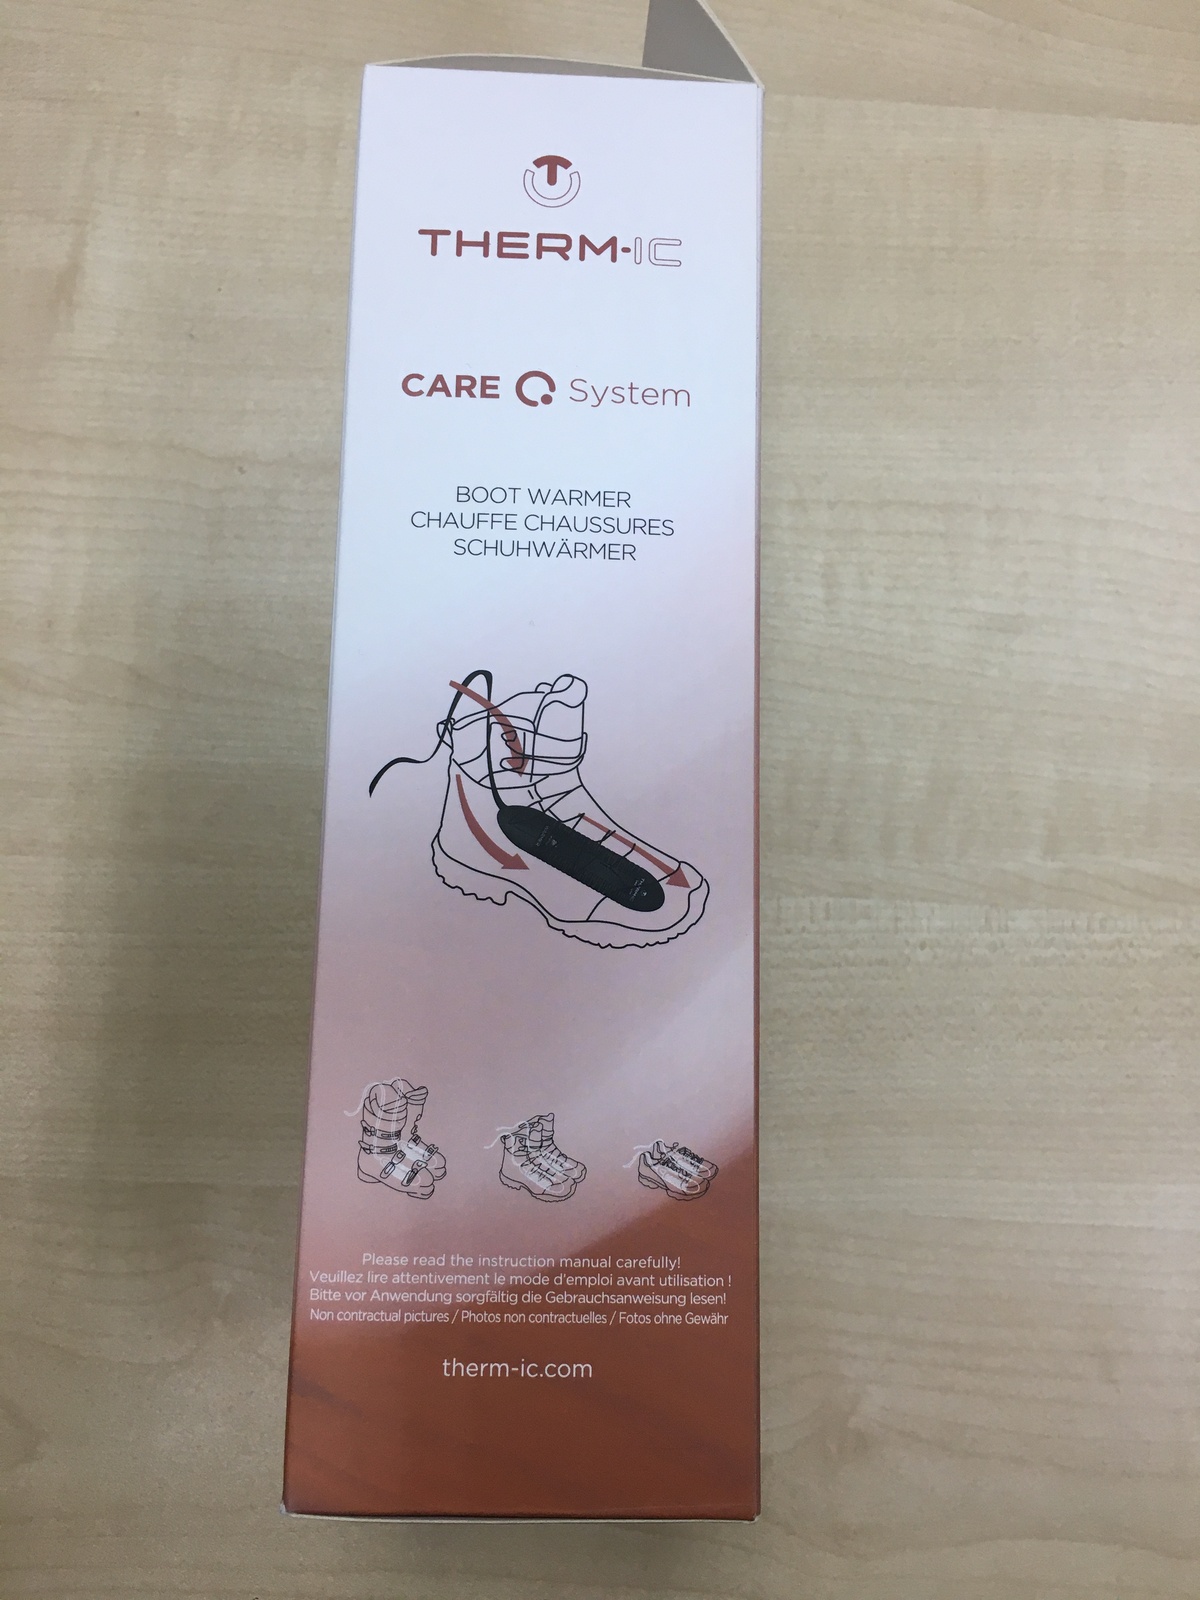 THERM-IC
CARE System
BOOT WARMER
CHAUFFE CHAUSSURES
SCHUHWÄRMER
Please read the instruction manual carefully!
Veuillez lire attentivement le mode d'emploi avant utilisation !
Bitte vor Anwendung sorgfältig die Gebrauchsanweisung lesen!
Non contractual pictures / Photos non contractuelles / Fotos ohne Gewähr
therm-ic.com